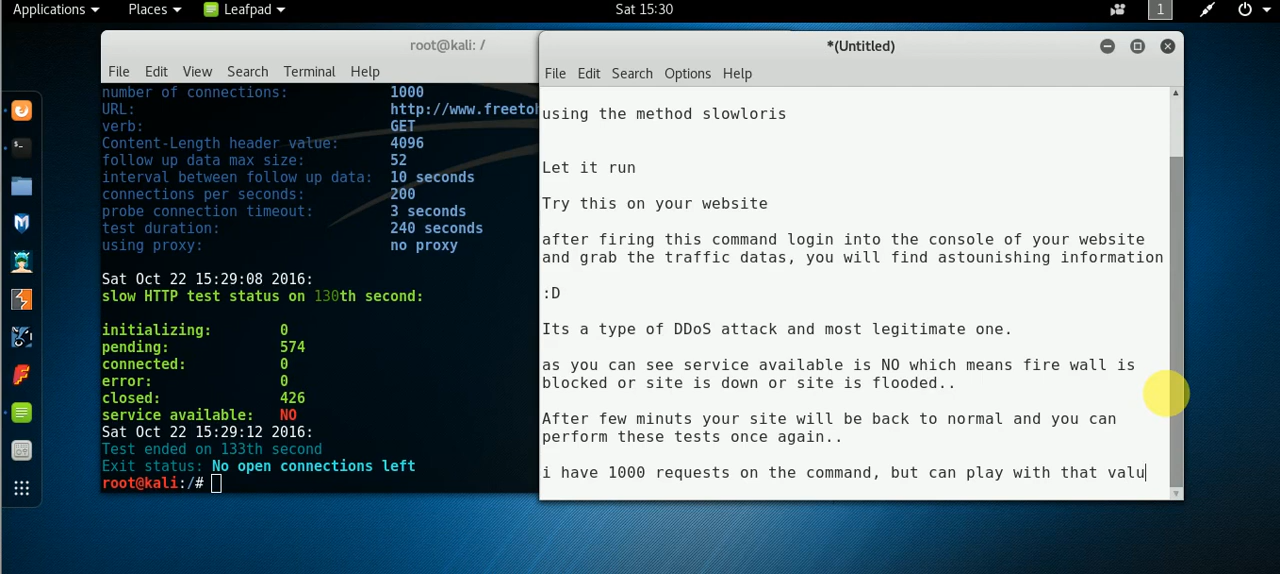 Applications Places Leafpad Sat 15:30 1
root@kali: /
File Edit View Search Terminal Help
number of connections: 1000
URL:
verb: GET
Content-Length header value: 4096
follow up data max size: 52
interval between follow up data: 10 seconds
connections per seconds: 200
probe connection timeout: 3 seconds
test duration: 240 seconds
using proxy: no proxy
Sat Oct 22 15:29:08 2016:
slow HTTP test status on 130th second:
initializing: 0
pending: 574
connected: 0
error: 0
closed: 426
service available: NO
Sat Oct 22 15:29:12 2016:
Test ended on 133th second
Exit status: No open connections left
root@kali:/#
*(Untitled)
File Edit Search Options Help
using the method slowloris
Let it run
Try this on your website
after firing this command login into the console of your website
and grab the traffic datas, you will find astounishing information
:D
Its a type of DDoS attack and most legitimate one.
as you can see service available is NO which means fire wall is
blocked or site is down or site is flooded..
After few minuts your site will be back to normal and you can
perform these tests once again..
i have 1000 requests on the command, but can play with that valu